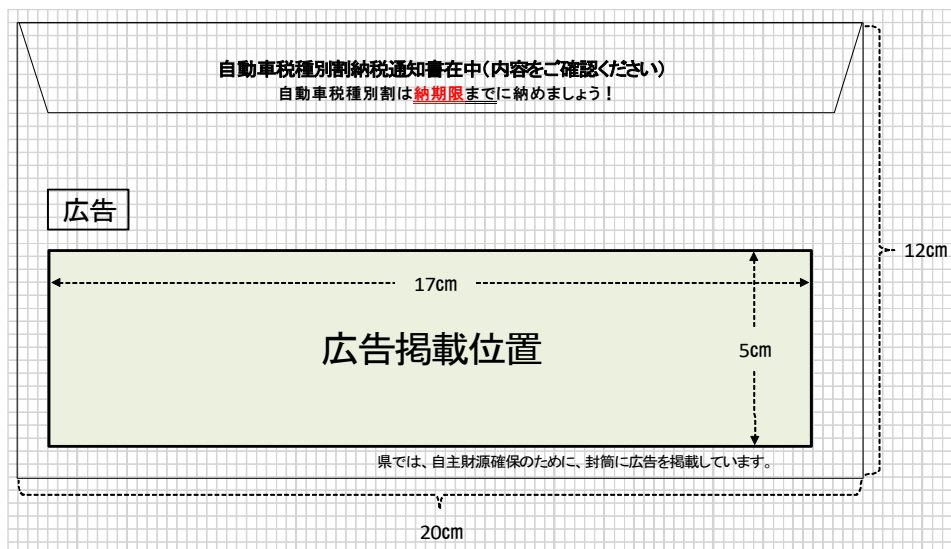 自動車税種別割納税通知書在中(内容をご確認ください)
自動車税種別割は納期限までに納めましょう!
広告
12cm
17cm
広告掲載位置
5cm
県では、自主財源確保のために、封筒に広告を掲載しています。
20cm